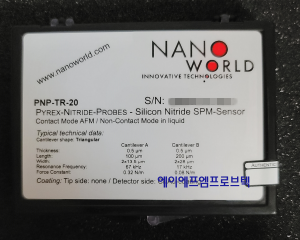 www.nanoworld.com
NANO
WORLD
INNOVATIVE TECHNOLOGIES
PNP-TR-20
S/N:
PYREX-NITRIDE-PROBES - Silicon Nitride SPM-Sensor
Contact Mode AFM / Non-Contact Mode in liquid
Typical technical data:
Cantilever A Cantilever B
Cantilever shape: Triangular
Thickness: 0.5 µm 0.5 µm
Length: 100 µm 200 µm
Width:
Resonance Frequency 67 kHz 17 kHz
Force Constant 0.32 N/m 0.08 N/m
Coating: Tip side: none / Detector side:
에이에프엠프로브텍